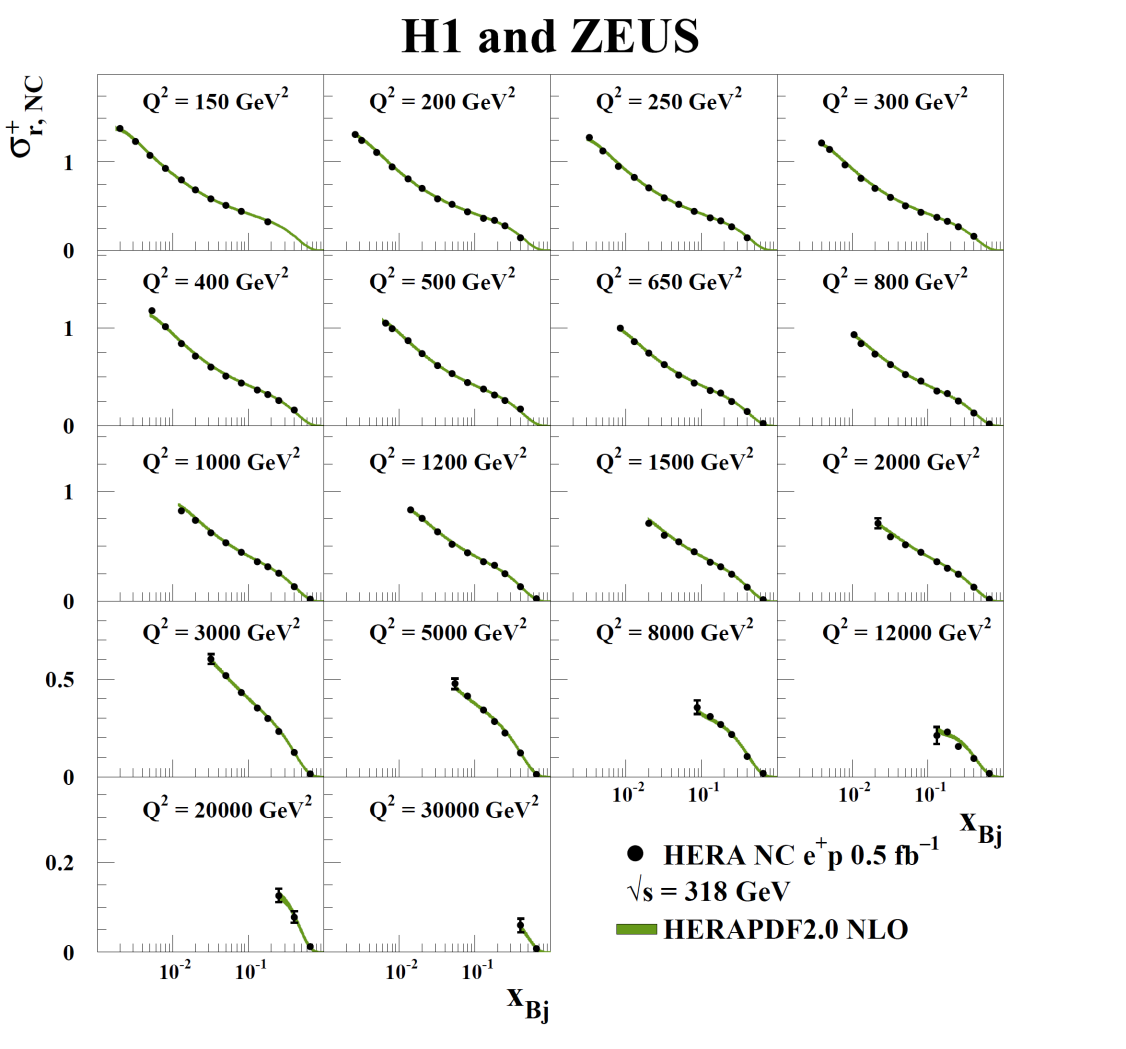 H1 and ZEUS
σ⁺r, NC
Q² = 150 GeV²
Q² = 200 GeV²
Q² = 250 GeV²
Q² = 300 GeV²
1
0
Q² = 400 GeV²
Q² = 500 GeV²
Q² = 650 GeV²
Q² = 800 GeV²
1
0
Q² = 1000 GeV²
Q² = 1200 GeV²
Q² = 1500 GeV²
Q² = 2000 GeV²
1
0
Q² = 3000 GeV²
Q² = 5000 GeV²
Q² = 8000 GeV²
Q² = 12000 GeV²
0.5
0
10⁻² 10⁻¹
10⁻² 10⁻¹
xBj
Q² = 20000 GeV²
Q² = 30000 GeV²
0.2
0
10⁻² 10⁻¹
10⁻² 10⁻¹
xBj
HERA NC e⁺p 0.5 fb⁻¹
√s = 318 GeV
HERAPDF2.0 NLO